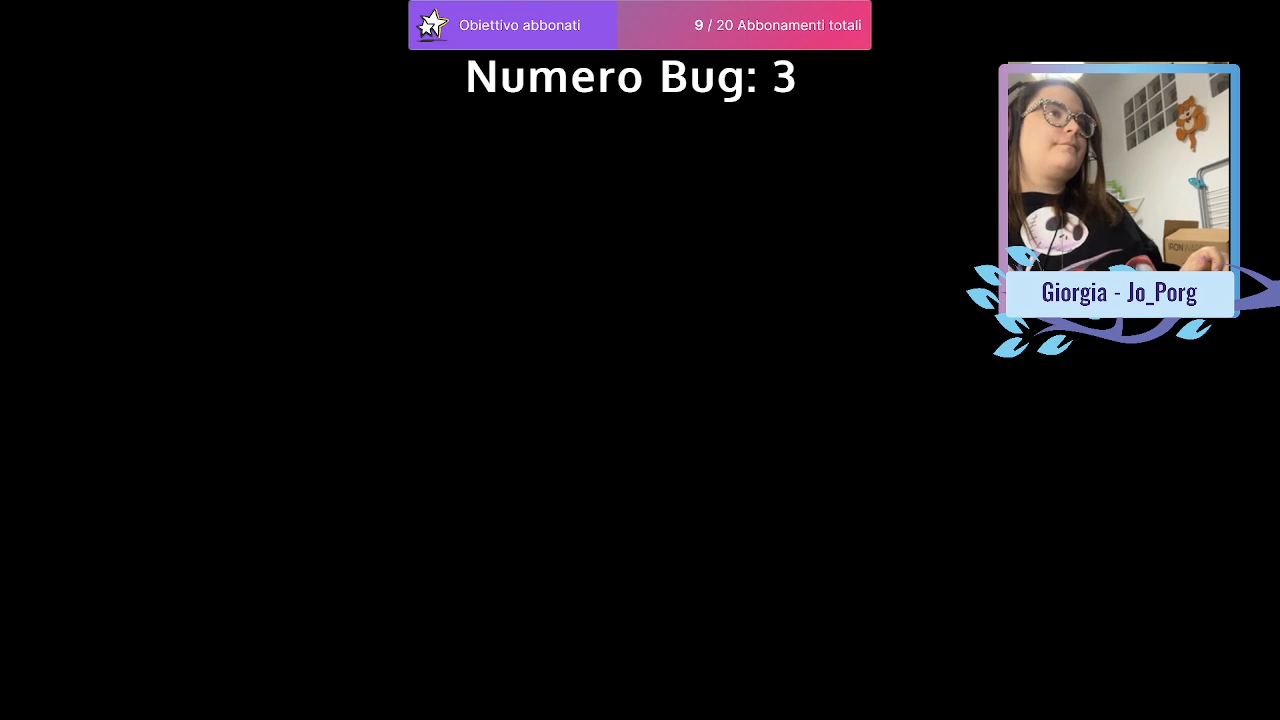 Obiettivo abbonati
9 / 20 Abbonamenti totali
Numero Bug: 3
Giorgia - Jo_Porg